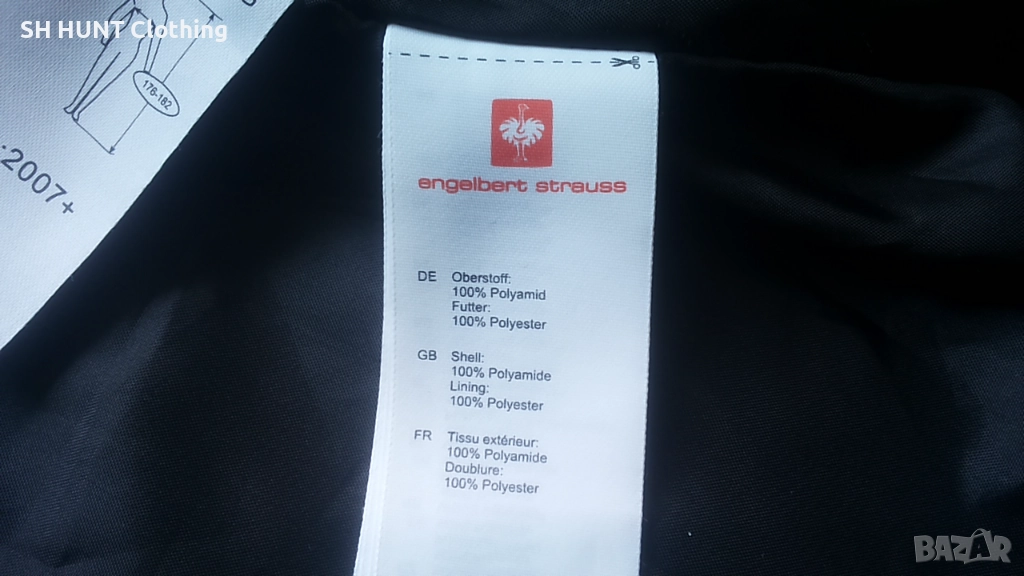 SH HUNT Clothing
178-182
:2007+
engelbert strauss
DE Oberstoff:
100% Polyamid
Futter:
100% Polyester
GB Shell:
100% Polyamide
Lining:
100% Polyester
FR Tissu extérieur:
100% Polyamide
Doublure:
100% Polyester
BAZAR